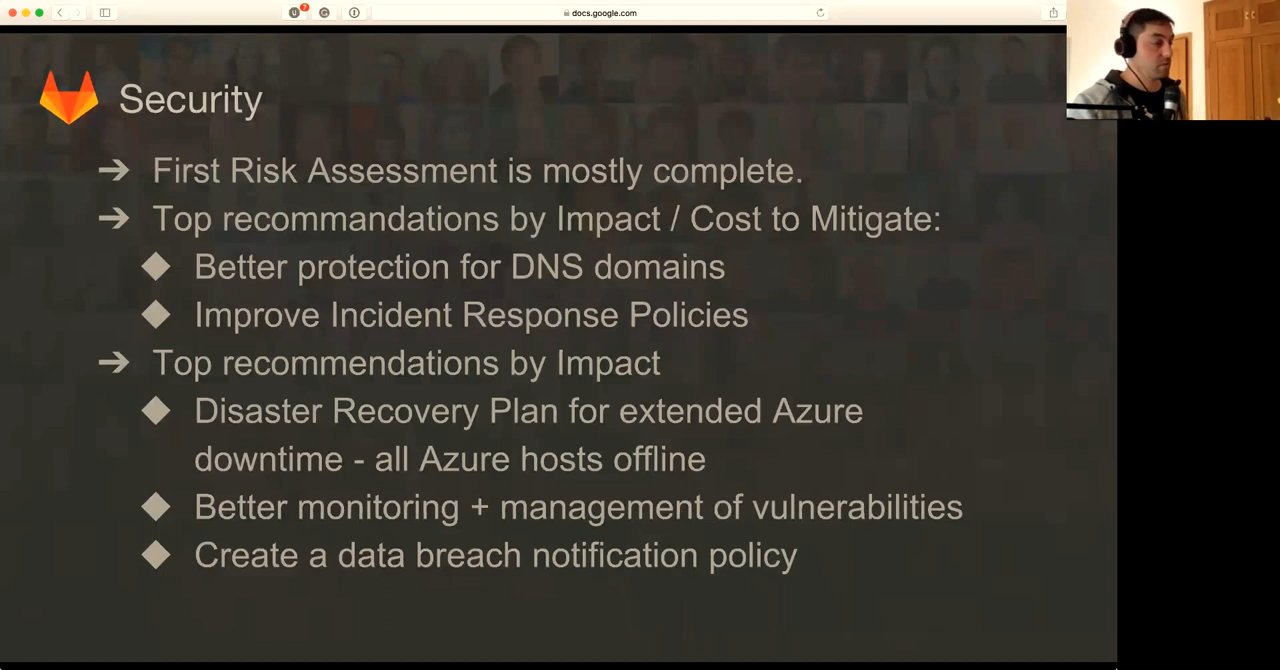 7
docs.google.com
Security
➔ First Risk Assessment is mostly complete.
➔ Top recommandations by Impact / Cost to Mitigate:
◆ Better protection for DNS domains
◆ Improve Incident Response Policies
➔ Top recommendations by Impact
◆ Disaster Recovery Plan for extended Azure
downtime - all Azure hosts offline
◆ Better monitoring + management of vulnerabilities
◆ Create a data breach notification policy